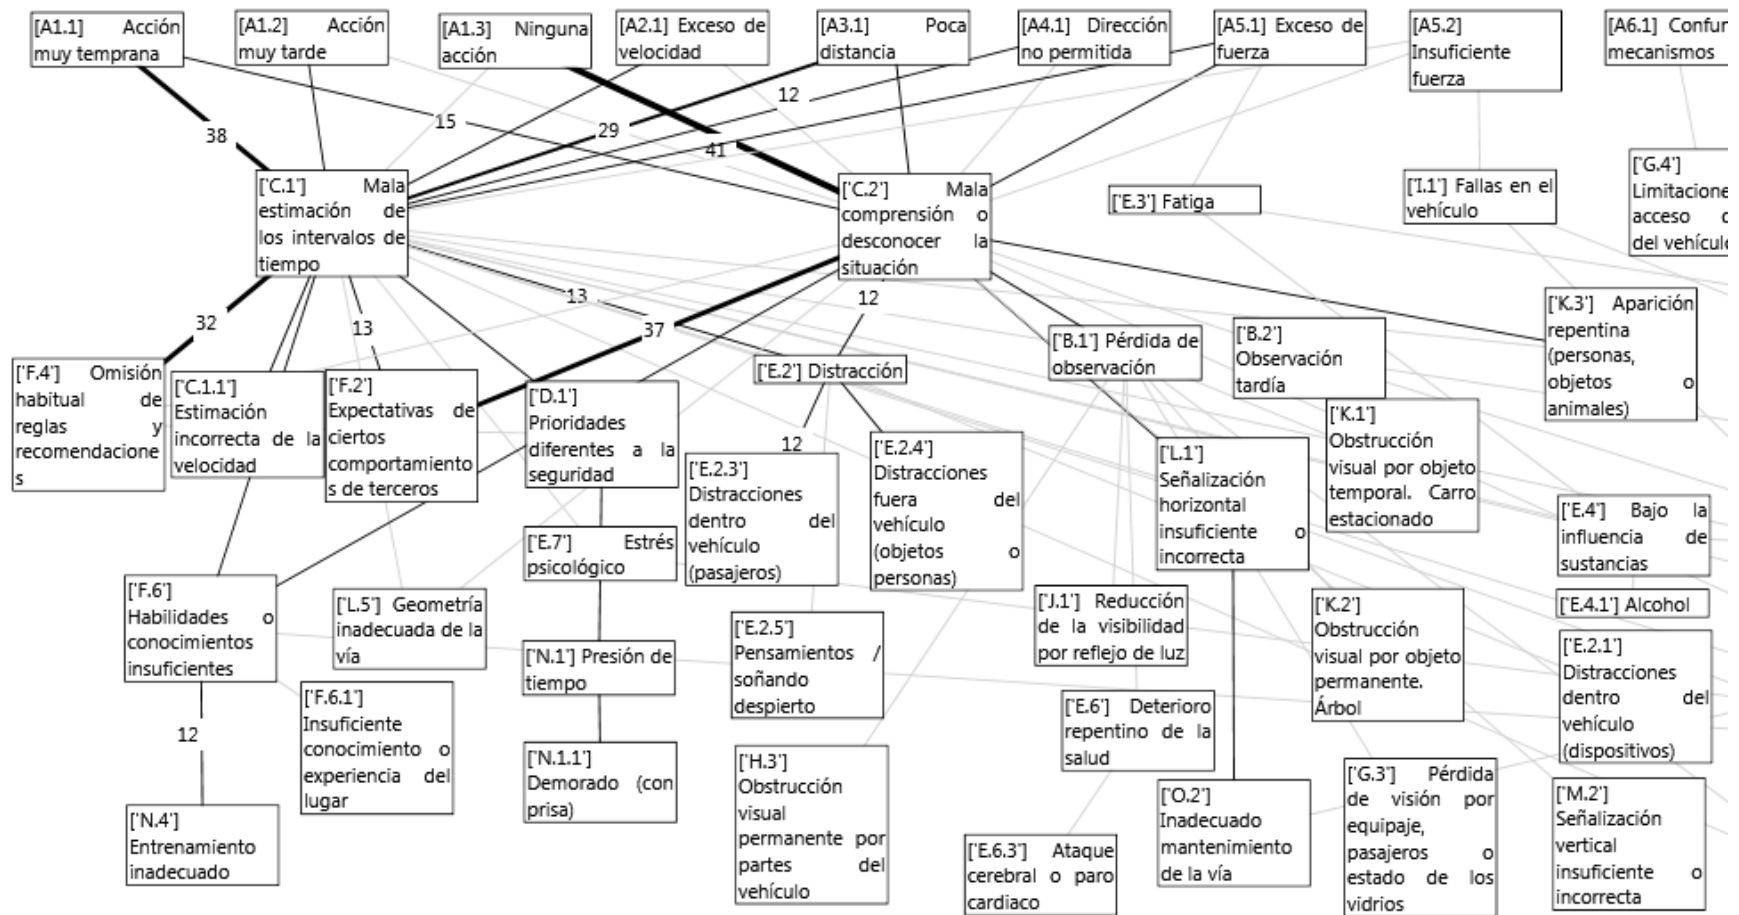 [A1.1] Acción
muy temprana
[A1.2] Acción
muy tarde
[A1.3] Ninguna
acción
[A2.1] Exceso de
velocidad
[A3.1] Poca
distancia
[A4.1] Dirección
no permitida
[A5.1] Exceso de
fuerza
[A5.2]
Insuficiente
fuerza
[A6.1] Confun
mecanismos
12
15
29
38
41
['C.1'] Mala
estimación de
los intervalos de
tiempo
['C.2'] Mala
comprensión o
desconocer la
situación
['E.3'] Fatiga
['I.1'] Fallas en el
vehículo
['G.4']
Limitacione
acceso o
del vehícul
13
12
32
13
37
['K.3'] Aparición
repentina
(personas,
objetos o
animales)
['F.4'] Omisión
habitual de
reglas y
recomendacione
s
['C.1.1']
Estimación
incorrecta de la
velocidad
['F.2']
Expectativas de
ciertos
comportamiento
s de terceros
['D.1']
Prioridades
diferentes a la
seguridad
['E.2'] Distracción
['B.1'] Pérdida de
observación
['B.2']
Observación
tardía
['K.1']
Obstrucción
visual por objeto
temporal. Carro
estacionado
12
['E.2.3']
Distracciones
dentro del
vehículo
(pasajeros)
['E.2.4']
Distracciones
fuera del
vehículo
(objetos o
personas)
['L.1']
Señalización
horizontal
insuficiente o
incorrecta
['E.4'] Bajo la
influencia de
sustancias
['E.7'] Estrés
psicológico
['F.6']
Habilidades o
conocimientos
insuficientes
['L.5'] Geometría
inadecuada de la
vía
['N.1'] Presión de
tiempo
['E.2.5']
Pensamientos /
soñando
despierto
['J.1'] Reducción
de la visibilidad
por reflejo de luz
['K.2']
Obstrucción
visual por objeto
permanente.
Árbol
['E.4.1'] Alcohol
['E.2.1']
Distracciones
dentro del
vehículo
(dispositivos)
12
['F.6.1']
Insuficiente
conocimiento o
experiencia del
lugar
['N.1.1']
Demorado (con
prisa)
['H.3']
Obstrucción
visual
permanente por
partes del
vehículo
['E.6'] Deterioro
repentino de la
salud
['N.4']
Entrenamiento
inadecuado
['E.6.3'] Ataque
cerebral o paro
cardiaco
['O.2']
Inadecuado
mantenimiento
de la vía
['G.3'] Pérdida
de visión por
equipaje,
pasajeros o
estado de los
vidrios
['M.2']
Señalización
vertical
insuficiente o
incorrecta